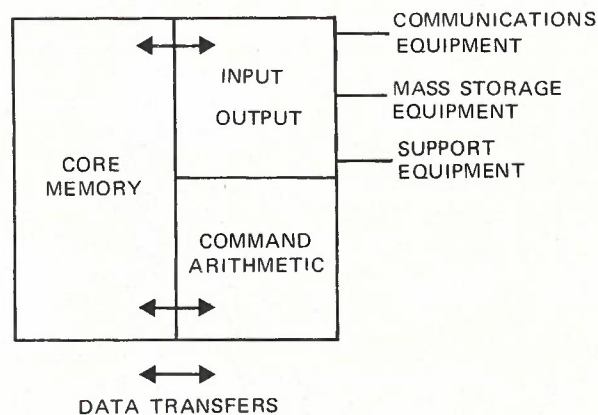 COMMUNICATIONS
EQUIPMENT
INPUT
MASS STORAGE
EQUIPMENT
OUTPUT
SUPPORT
EQUIPMENT
CORE
MEMORY
COMMAND
ARITHMETIC
DATA TRANSFERS